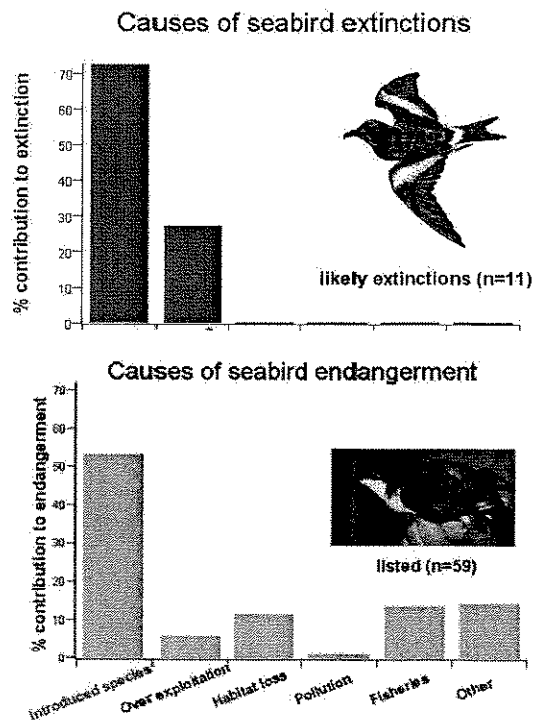 Causes of seabird extinctions
% contribution to extinction
70
60
50
40
30
20
10
0
likely extinctions (n=11)
Causes of seabird endangerment
% contribution to endangerment
70
60
50
40
30
20
10
0
listed (n=59)
Introduced species
Over exploitation
Habitat loss
Pollution
Fisheries
Other